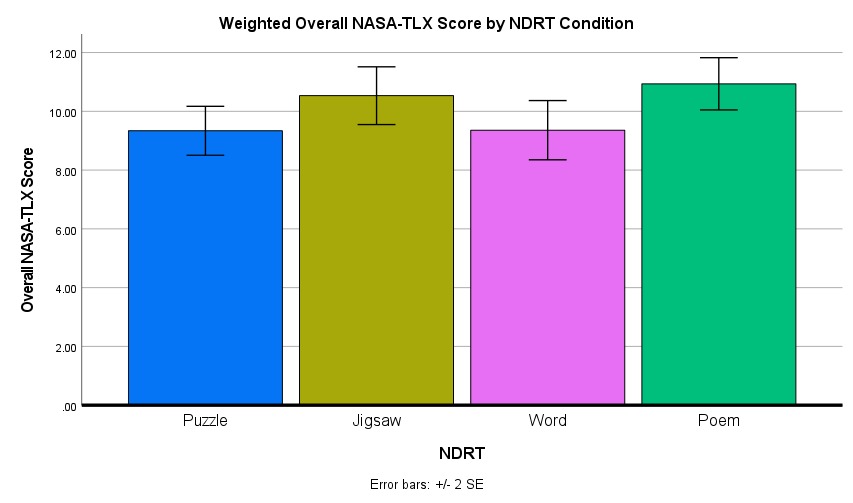 Weighted Overall NASA-TLX Score by NDRT Condition
Overall NASA-TLX Score
12.00
10.00
8.00
6.00
4.00
2.00
.00
Puzzle Jigsaw Word Poem
NDRT
Error bars: +/- 2 SE